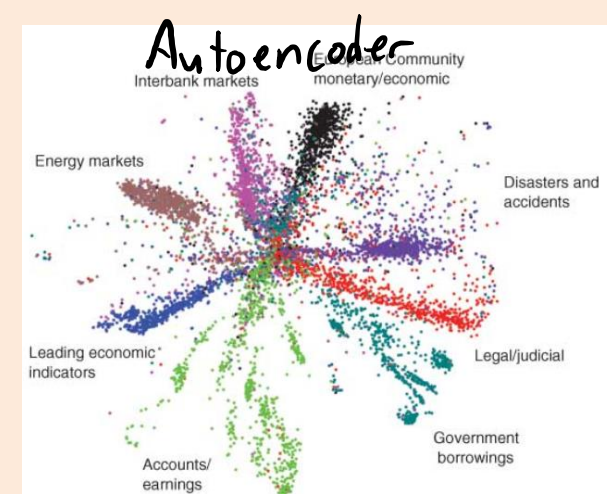 Autoencoder
European Community
monetary/economic
Interbank markets
Energy markets
Disasters and
accidents
Leading economic
indicators
Legal/judicial
Government
borrowings
Accounts/
earnings